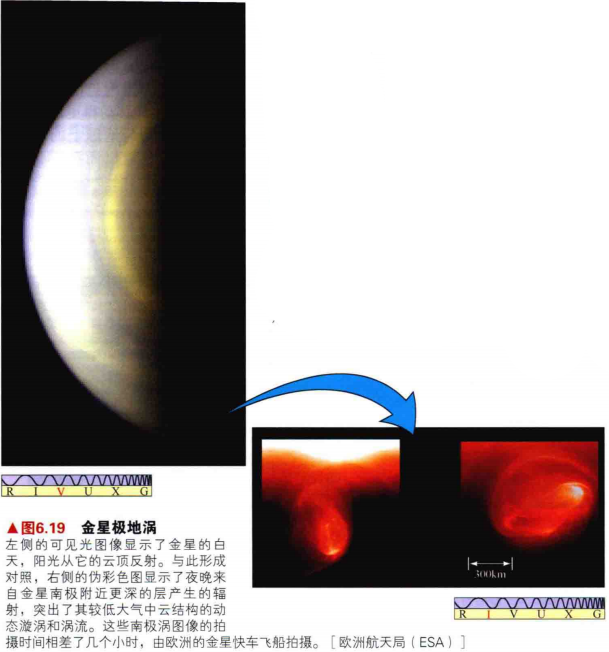 R I V U X G
300km
R I V U X G
▲图6.19 金星极地涡
左侧的可见光图像显示了金星的白
天，阳光从它的云顶反射。与此形成
对照，右侧的伪彩色图显示了夜晚来
自金星南极附近更深的层产生的辐
射，突出了其较低大气中云结构的动
态漩涡和涡流。这些南极涡图像的拍
摄时间相差了几个小时，由欧洲的金星快车飞船拍摄。［欧洲航天局（ESA）］